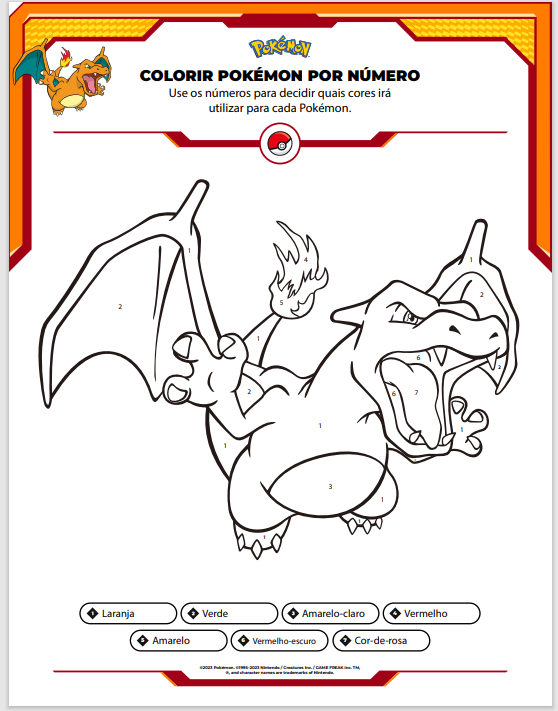 POKÉMON
COLORIR POKÉMON POR NÚMERO
Use os números para decidir quais cores irá
utilizar para cada Pokémon.
1
4
1
2
2
5
1
6
2
2
6
7
1
1
1
3
1
1
1 Laranja
2 Verde
3 Amarelo-claro
4 Vermelho
5 Amarelo
6 Vermelho-escuro
7 Cor-de-rosa
©2023 Pokémon. ©1995–2023 Nintendo / Creatures Inc. / GAME FREAK inc. TM,
®, and character names are trademarks of Nintendo.